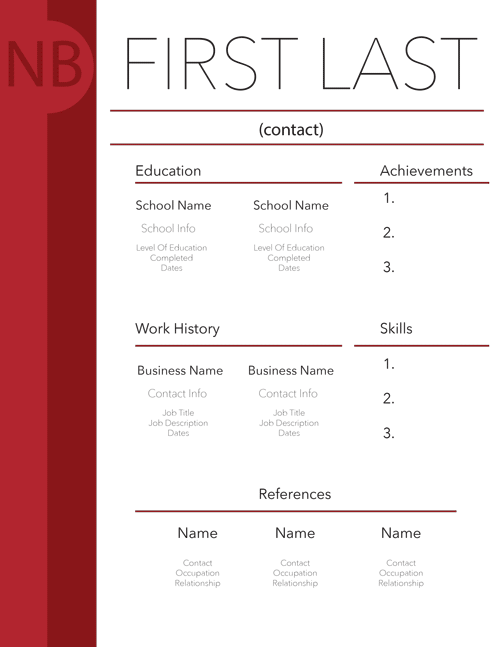 NB
FIRST LAST
(contact)
Education
School Name
School Info
Level Of Education
Completed
Dates
School Name
School Info
Level Of Education
Completed
Dates
Achievements
1.
2.
3.
Work History
Business Name
Contact Info
Job Title
Job Description
Dates
Business Name
Contact Info
Job Title
Job Description
Dates
Skills
1.
2.
3.
References
Name
Contact
Occupation
Relationship
Name
Contact
Occupation
Relationship
Name
Contact
Occupation
Relationship